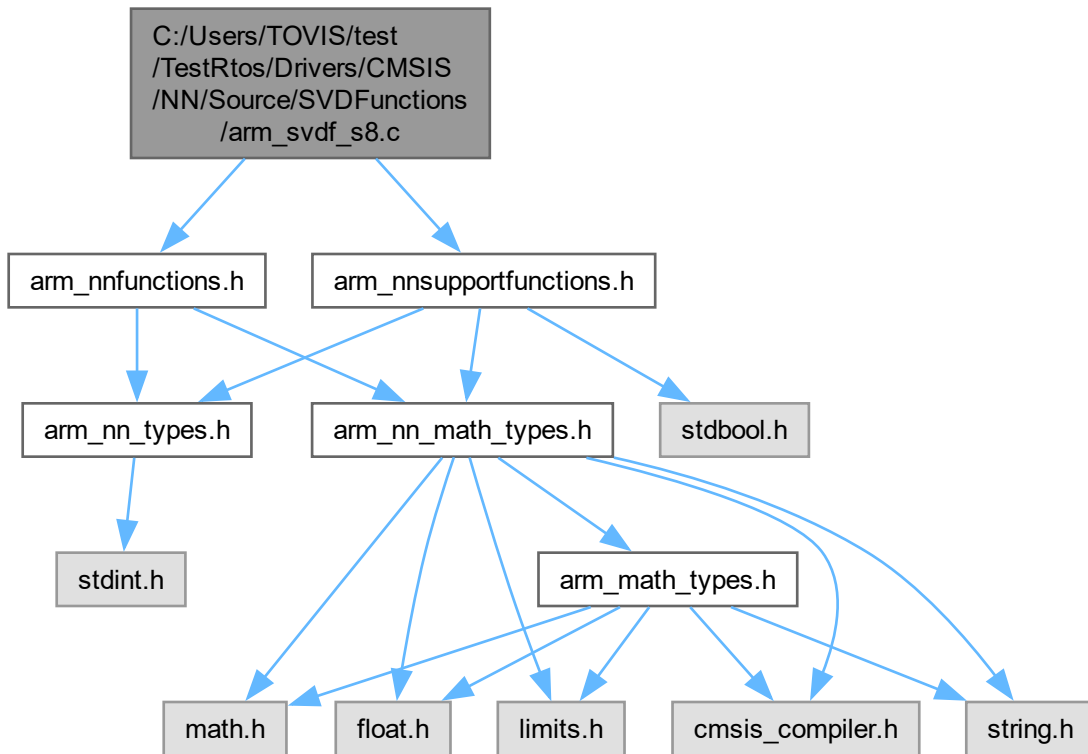 C:/Users/TOVIS/test
/TestRtos/Drivers/CMSIS
/NN/Source/SVDFunctions
/arm_svdf_s8.c
arm_nnfunctions.h
arm_nnsupportfunctions.h
arm_nn_types.h
arm_nn_math_types.h
stdbool.h
stdint.h
arm_math_types.h
math.h
float.h
limits.h
cmsis_compiler.h
string.h